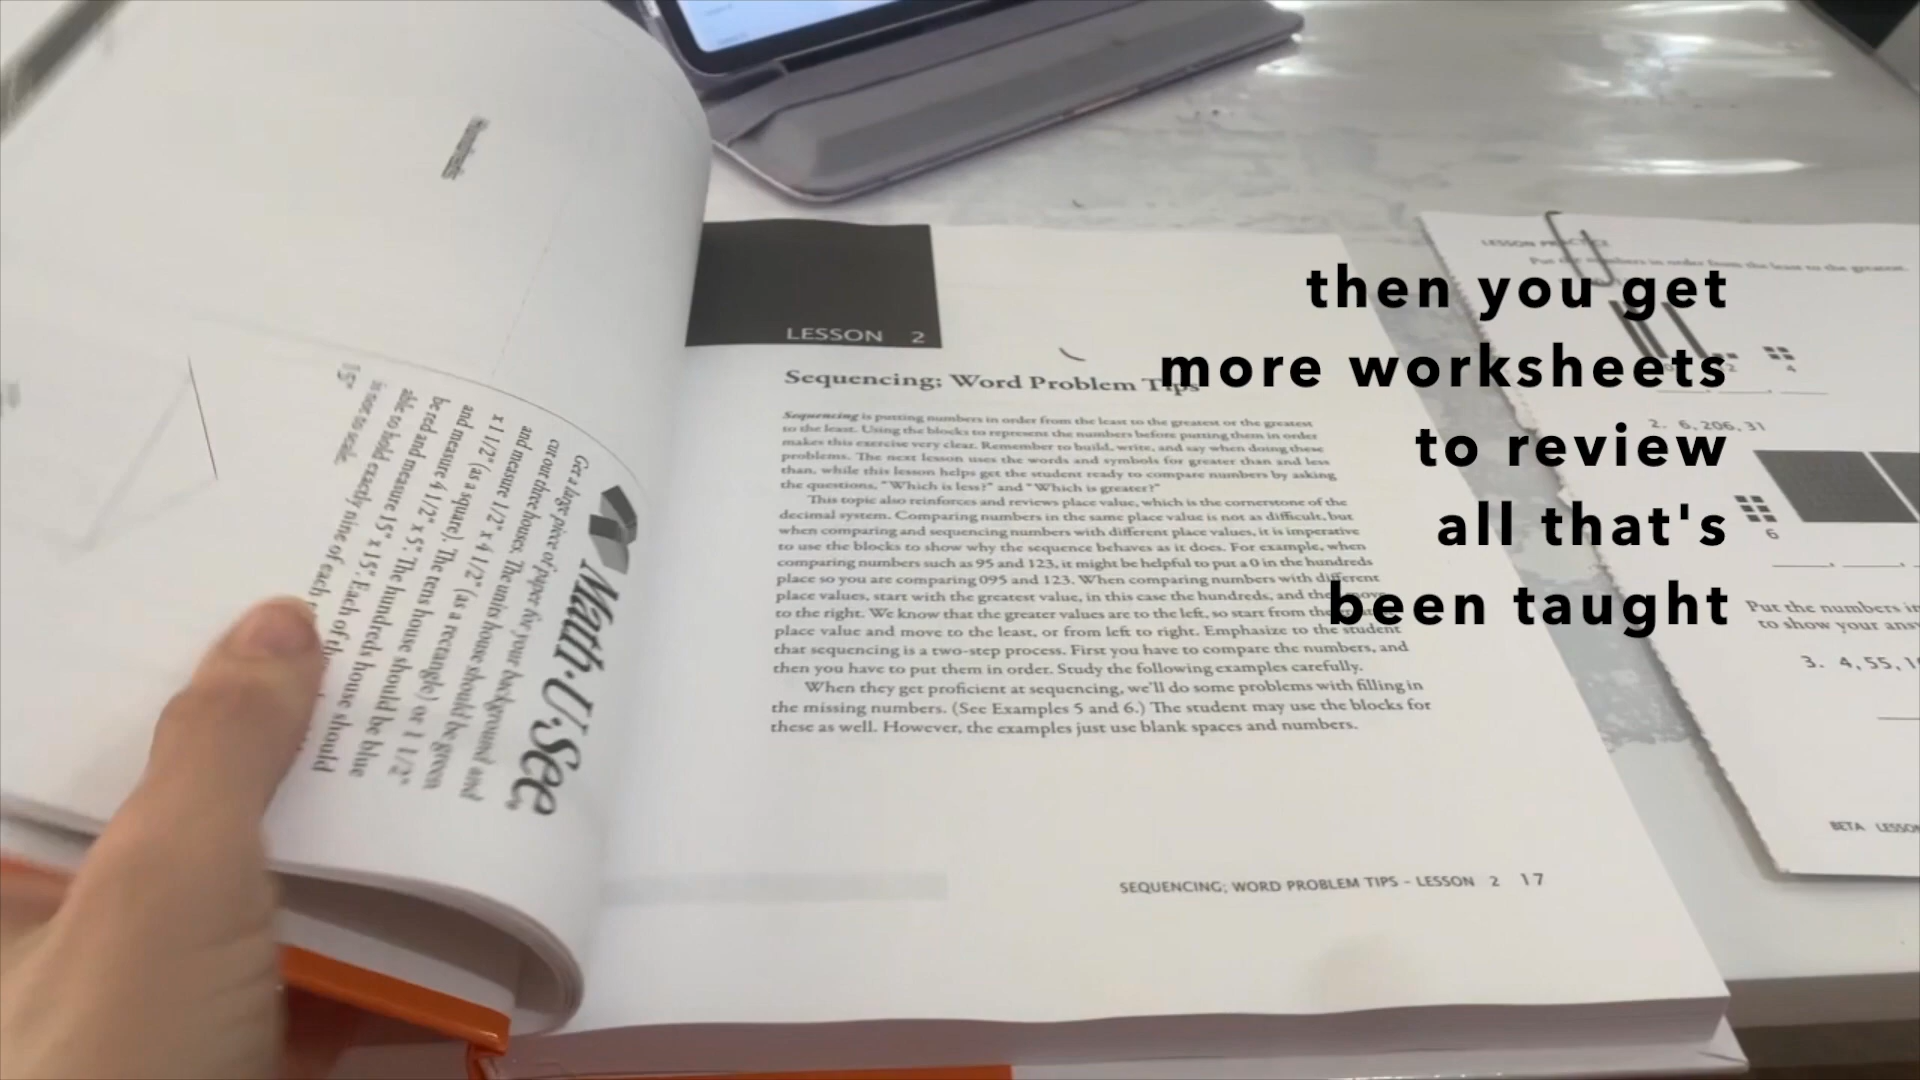 Hundreds
Math·U·See
Get a large piece of paper for your background and
cut out three houses. The units house should be green
and measure 1/2" x 4 1/2" (as a rectangle) or 1 1/2"
x 1 1/2" (as a square). The tens house should be blue
and measure 4 1/2" x 5". The hundreds house should
be red and measure 15" x 15". Each of the
able to hold exactly nine of each
is not to scale.
15"
LESSON 2
Sequencing; Word Problem Tips
Sequencing is putting numbers in order from the least to the greatest or the greatest
to the least. Using the blocks to represent the numbers before putting them in order
makes this exercise very clear. Remember to build, write, and say when doing these
problems. The next lesson uses the words and symbols for greater than and less
than, while this lesson helps get the student ready to compare numbers by asking
the questions, "Which is less?" and "Which is greater?"
This topic also reinforces and reviews place value, which is the cornerstone of the
decimal system. Comparing numbers in the same place value is not as difficult, but
when comparing and sequencing numbers with different place values, it is imperative
to use the blocks to show why the sequence behaves as it does. For example, when
comparing numbers such as 95 and 123, it might be helpful to put a 0 in the hundreds
place so you are comparing 095 and 123. When comparing numbers with different
place values, start with the greatest value, in this case the hundreds, and then move
to the right. We know that the greater values are to the left, so start from the
place value and move to the least, or from left to right. Emphasize to the student
that sequencing is a two-step process. First you have to compare the numbers, and
then you have to put them in order. Study the following examples carefully.
When they get proficient at sequencing, we'll do some problems with filling in
the missing numbers. (See Examples 5 and 6.) The student may use the blocks for
these as well. However, the examples just use blank spaces and numbers.
SEQUENCING; WORD PROBLEM TIPS - LESSON 2 17
then you get
more worksheets
to review
all that's
been taught
LESSON PRACTICE
Put the numbers in order from the least to the greatest.
4
2. 6, 206, 31
6
Put the numbers in
to show your answ
3. 4, 55, 1
BETA LESSON